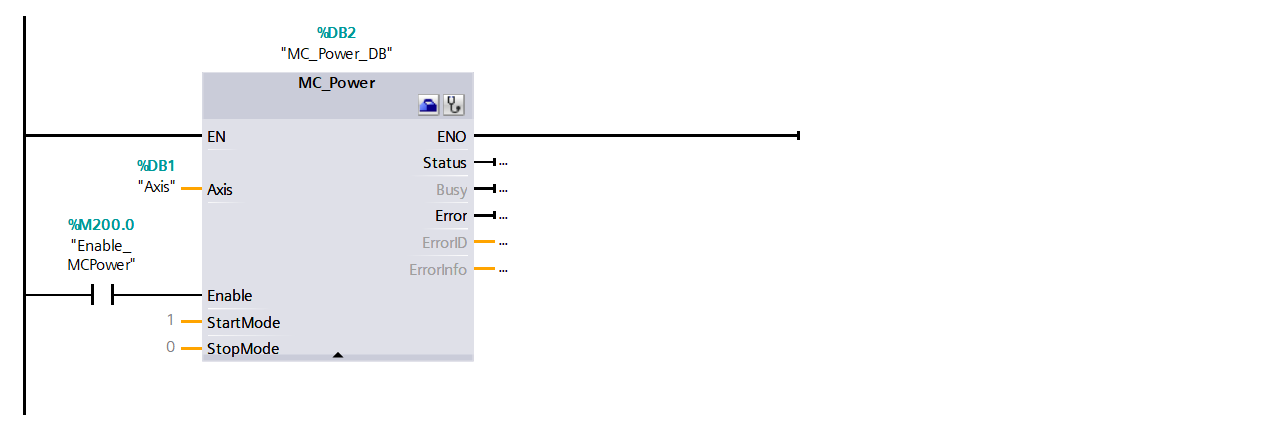 %DB2
"MC_Power_DB"
MC_Power
EN
ENO
%DB1
Status
...
"Axis"
Axis
Busy
...
%M200.0
Error
...
"Enable_
MCPower"
ErrorID
...
ErrorInfo
...
Enable
1
StartMode
0
StopMode